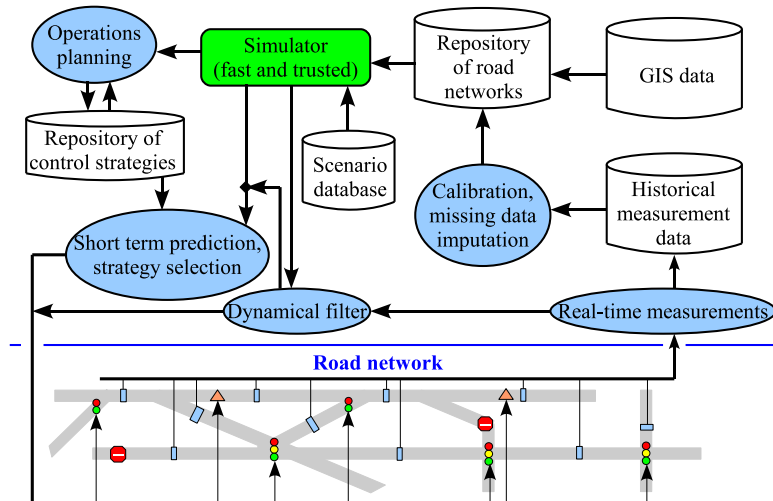 Operations
planning
Simulator
(fast and trusted)
Repository
of road
networks
GIS data
Repository of
control strategies
Scenario
database
Calibration,
missing data
imputation
Historical
measurement
data
Short term prediction,
strategy selection
Dynamical filter
Real-time measurements
Road network